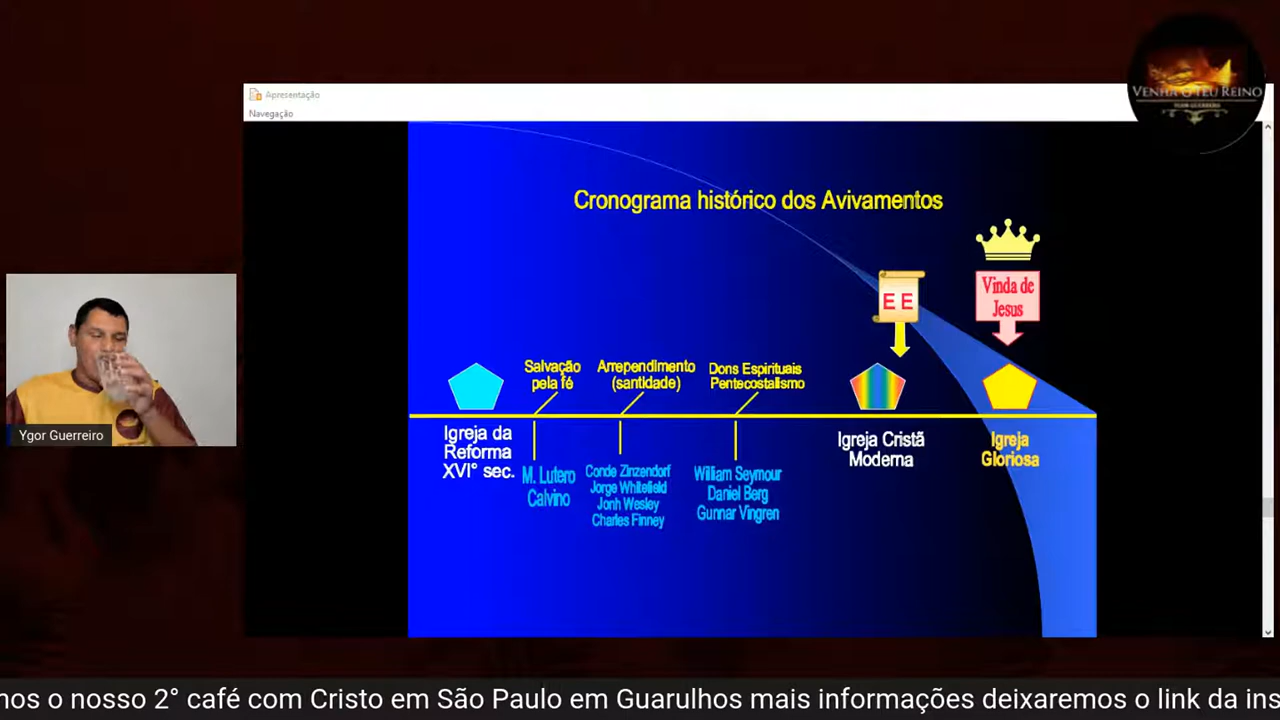 VENHA O TEU REINO
YGOR GUERREIRO
Apresentação
Navegação
Cronograma histórico dos Avivamentos
E E
Vinda de
Jesus
Salvação
pela fé
Arrependimento
(santidade)
Dons Espirituais
Pentecostalismo
Igreja da
Reforma
XVI° sec.
M. Lutero
Calvino
Conde Zinzendorf
Jorge Whitefield
Jonh Wesley
Charles Finney
William Seymour
Daniel Berg
Gunnar Vingren
Igreja Cristã
Moderna
Igreja
Gloriosa
Ygor Guerreiro
nos o nosso 2° café com Cristo em São Paulo em Guarulhos mais informações deixaremos o link da ins